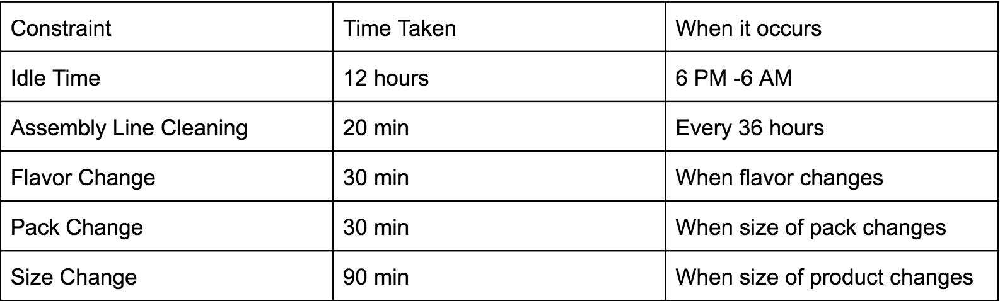 Constraint Time Taken When it occurs
Idle Time 12 hours 6 PM -6 AM
Assembly Line Cleaning 20 min Every 36 hours
Flavor Change 30 min When flavor changes
Pack Change 30 min When size of pack changes
Size Change 90 min When size of product changes